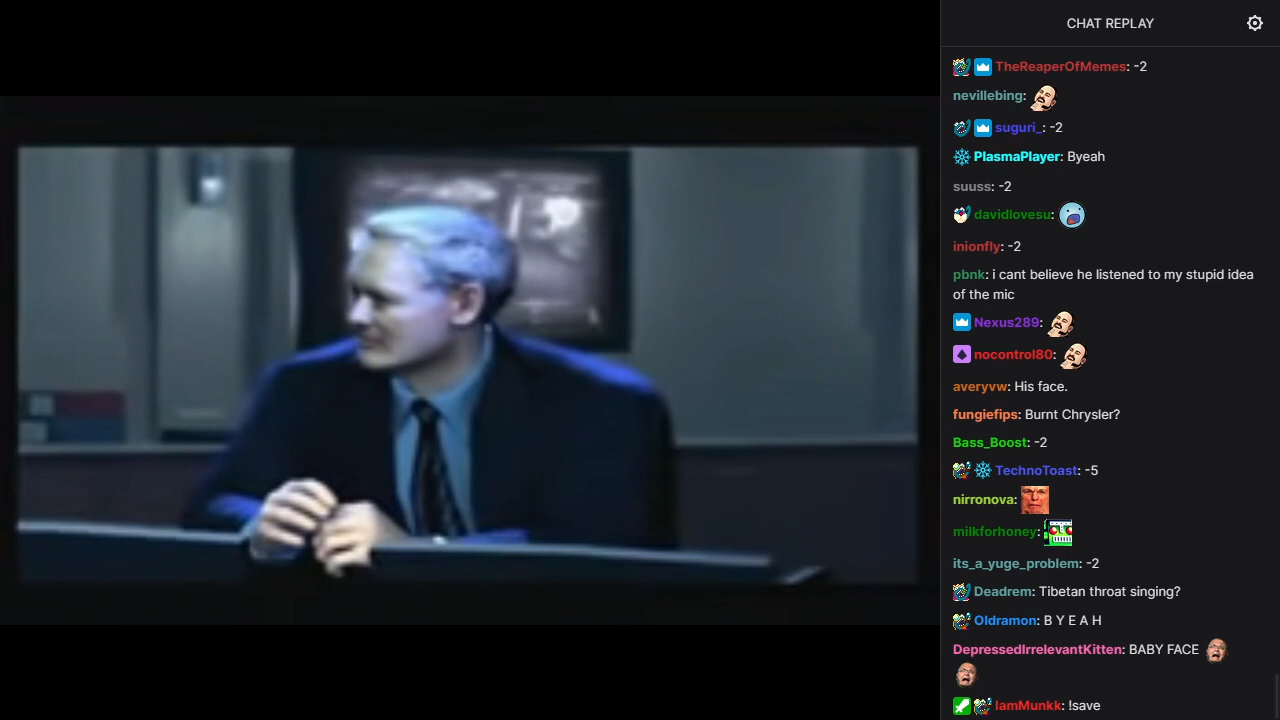 CHAT REPLAY
TheReaperOfMemes: -2
nevillebing:
suguri_: -2
PlasmaPlayer: Byeah
suuss: -2
davidlovesu:
inionfly: -2
pbnk: i cant believe he listened to my stupid idea
of the mic
Nexus289:
nocontrol80:
averyvw: His face.
fungiefips: Burnt Chrysler?
Bass_Boost: -2
TechnoToast: -5
nirronova:
milkforhoney:
its_a_yuge_problem: -2
Deadrem: Tibetan throat singing?
Oldramon: B Y E A H
DepressedIrrelevantKitten: BABY FACE
IamMunkk: !save